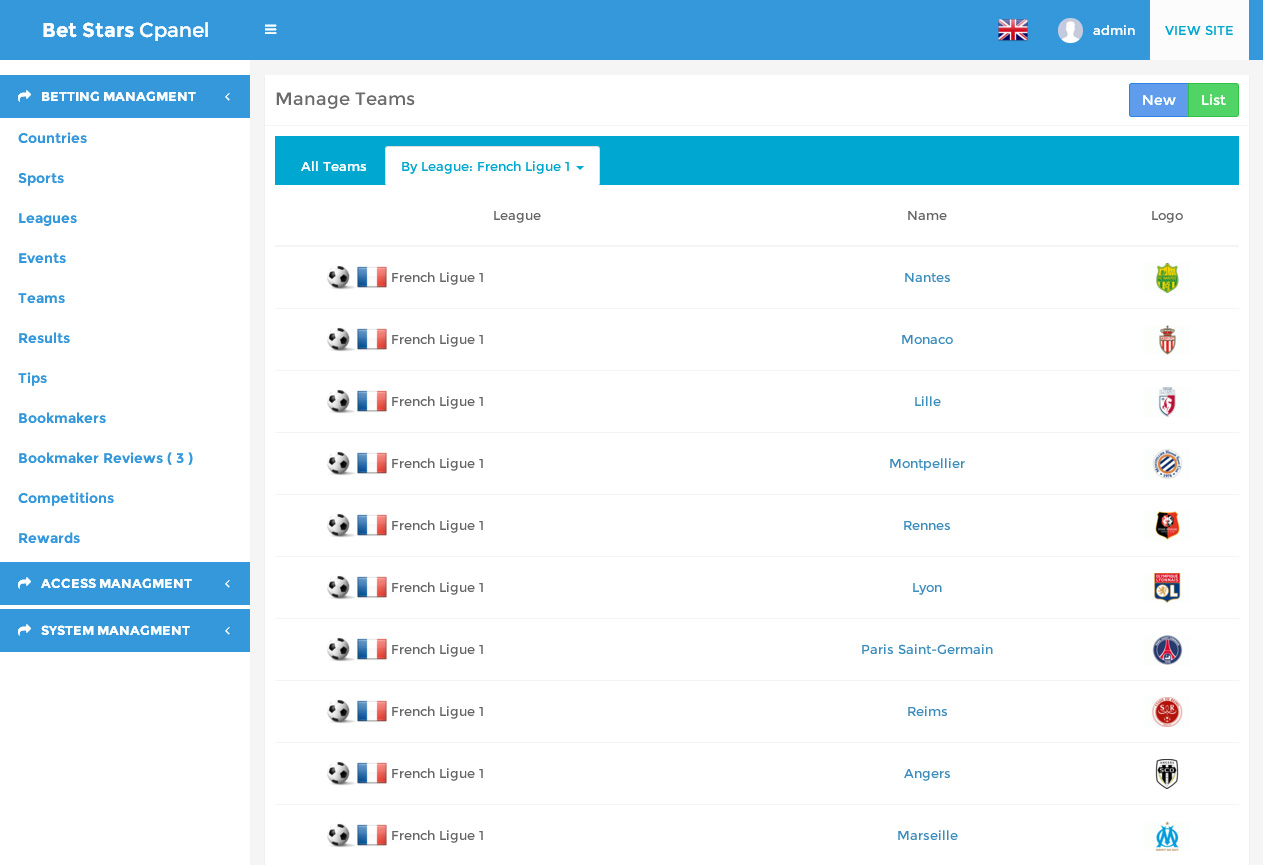 Bet Stars Cpanel
admin
VIEW SITE
BETTING MANAGMENT
Countries
Sports
Leagues
Events
Teams
Results
Tips
Bookmakers
Bookmaker Reviews ( 3 )
Competitions
Rewards
ACCESS MANAGMENT
SYSTEM MANAGMENT
Manage Teams
New
List
All Teams
By League: French Ligue 1
League Name Logo
French Ligue 1 Nantes
French Ligue 1 Monaco
French Ligue 1 Lille
French Ligue 1 Montpellier
French Ligue 1 Rennes
French Ligue 1 Lyon
OLYMPIQUE
LYONNAIS
OL
French Ligue 1 Paris Saint-Germain
French Ligue 1 Reims
French Ligue 1 Angers
SCO
French Ligue 1 Marseille